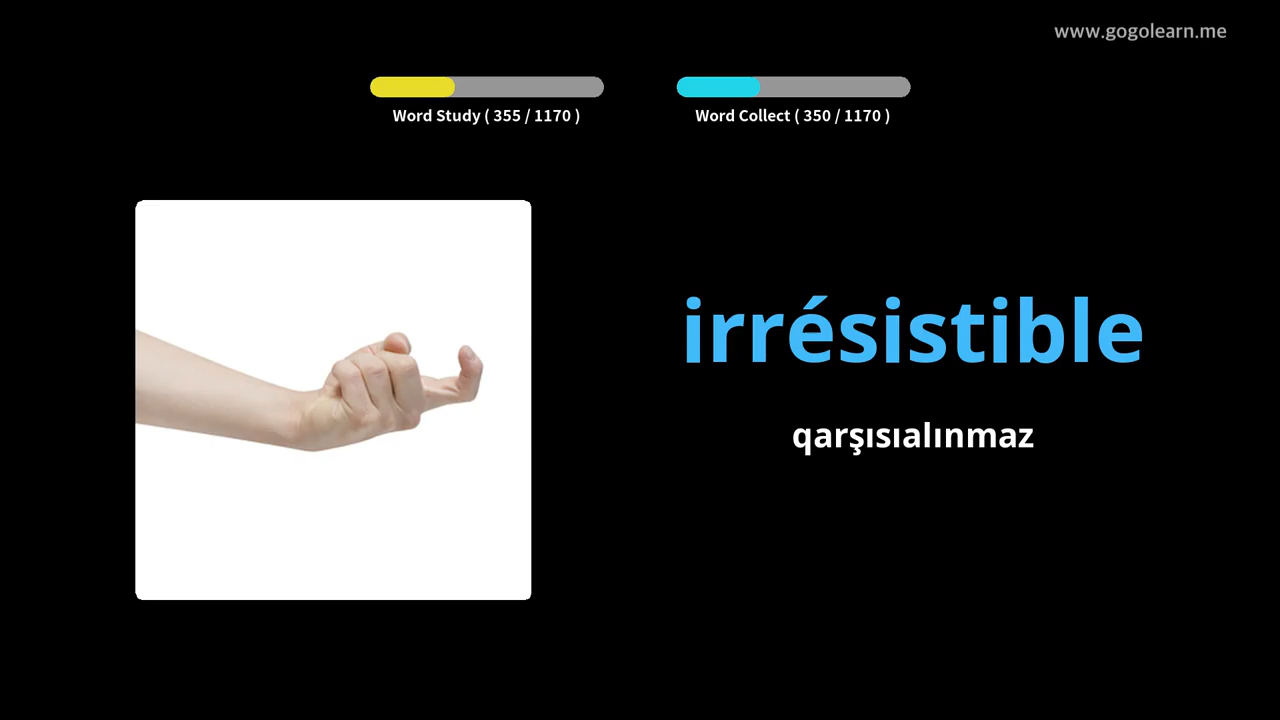 www.gogolearn.me
Word Study ( 355 / 1170 )
Word Collect ( 350 / 1170 )
irrésistible
qarşısıalınmaz